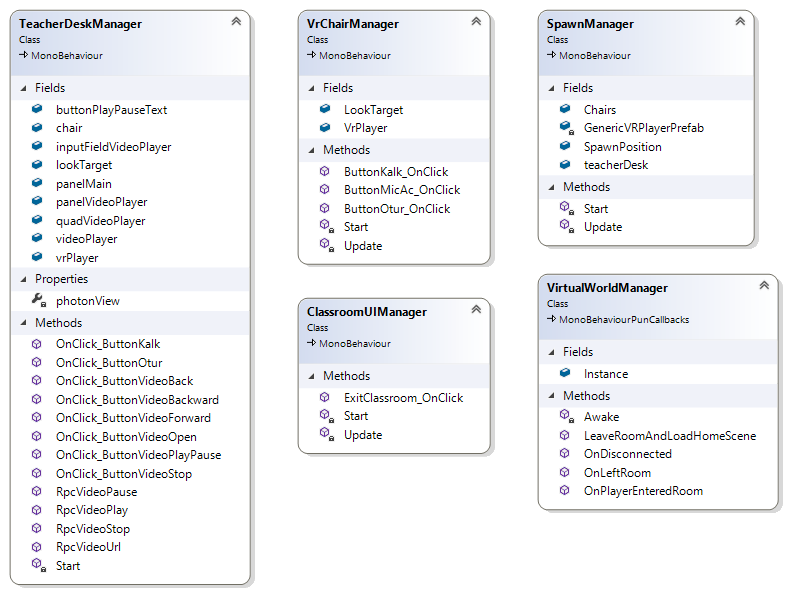 TeacherDeskManager
Class
MonoBehaviour
Fields
buttonPlayPauseText
chair
inputFieldVideoPlayer
lookTarget
panelMain
panelVideoPlayer
quadVideoPlayer
videoPlayer
vrPlayer
Properties
photonView
Methods
OnClick_ButtonKalk
OnClick_ButtonOtur
OnClick_ButtonVideoBack
OnClick_ButtonVideoBackward
OnClick_ButtonVideoForward
OnClick_ButtonVideoOpen
OnClick_ButtonVideoPlayPause
OnClick_ButtonVideoStop
RpcVideoPause
RpcVideoPlay
RpcVideoStop
RpcVideoUrl
Start
VrChairManager
Class
MonoBehaviour
Fields
LookTarget
VrPlayer
Methods
ButtonKalk_OnClick
ButtonMicAc_OnClick
ButtonOtur_OnClick
Start
Update
ClassroomUIManager
Class
MonoBehaviour
Methods
ExitClassroom_OnClick
Start
Update
SpawnManager
Class
MonoBehaviour
Fields
Chairs
GenericVRPlayerPrefab
SpawnPosition
teacherDesk
Methods
Start
Update
VirtualWorldManager
Class
MonoBehaviourPunCallbacks
Fields
Instance
Methods
Awake
LeaveRoomAndLoadHomeScene
OnDisconnected
OnLeftRoom
OnPlayerEnteredRoom